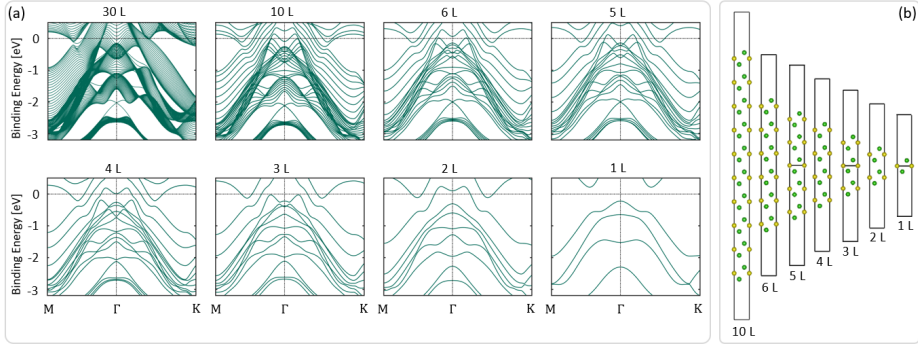 (a)
30 L
10 L
6 L
5 L
Binding Energy [eV]
0
-1
-2
-3
4 L
3 L
2 L
1 L
Binding Energy [eV]
0
-1
-2
-3
M Γ K
M Γ K
M Γ K
M Γ K
(b)
10 L
6 L
5 L
4 L
3 L
2 L
1 L